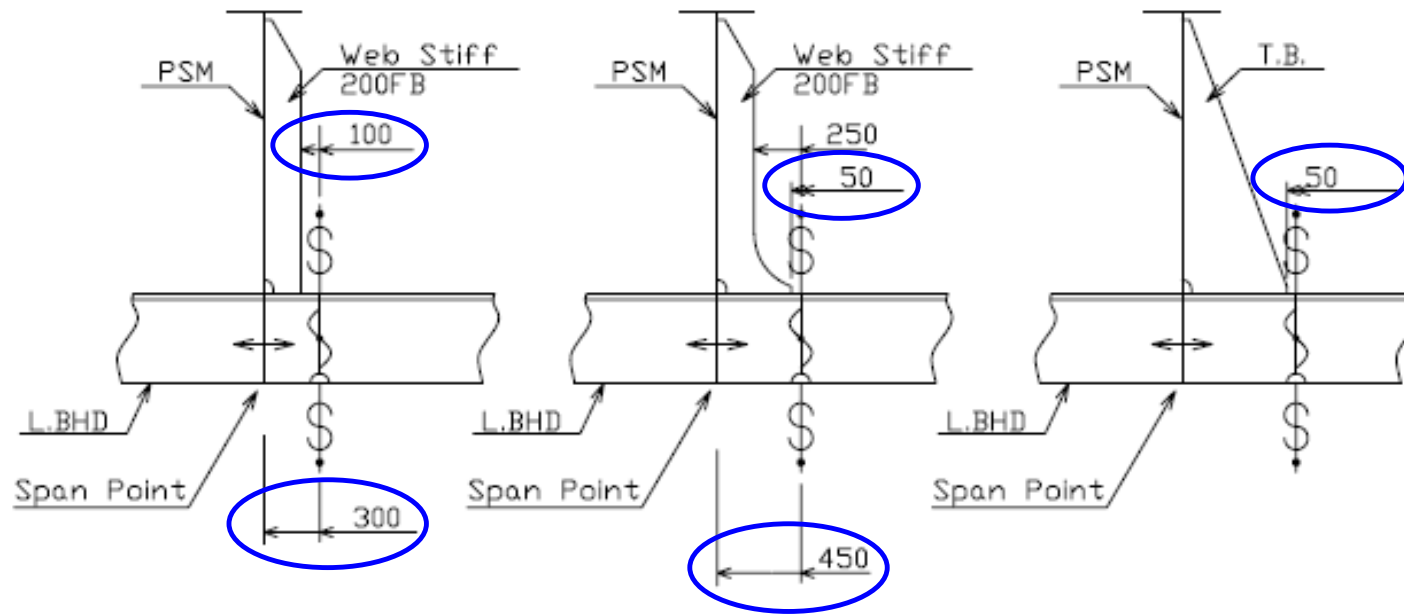 PSM
Web Stiff
200FB
100
S
S
L.BHD
Span Point
300
PSM
Web Stiff
200FB
250
50
S
S
L.BHD
Span Point
450
PSM
T.B.
50
S
S
L.BHD
Span Point